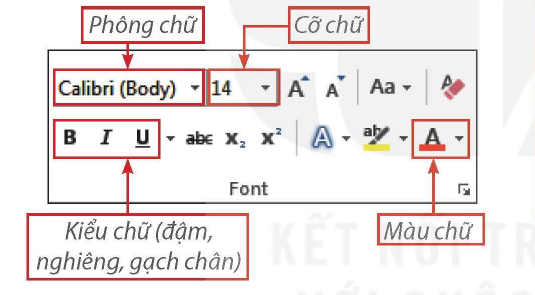 Phông chữ
Cỡ chữ
Calibri (Body)
14
A A
Aa
A
B I U
abc x₂ x²
A
ab
A
Font
Kiểu chữ (đậm,
nghiêng, gạch chân)
Màu chữ
KẾT NỐI TR